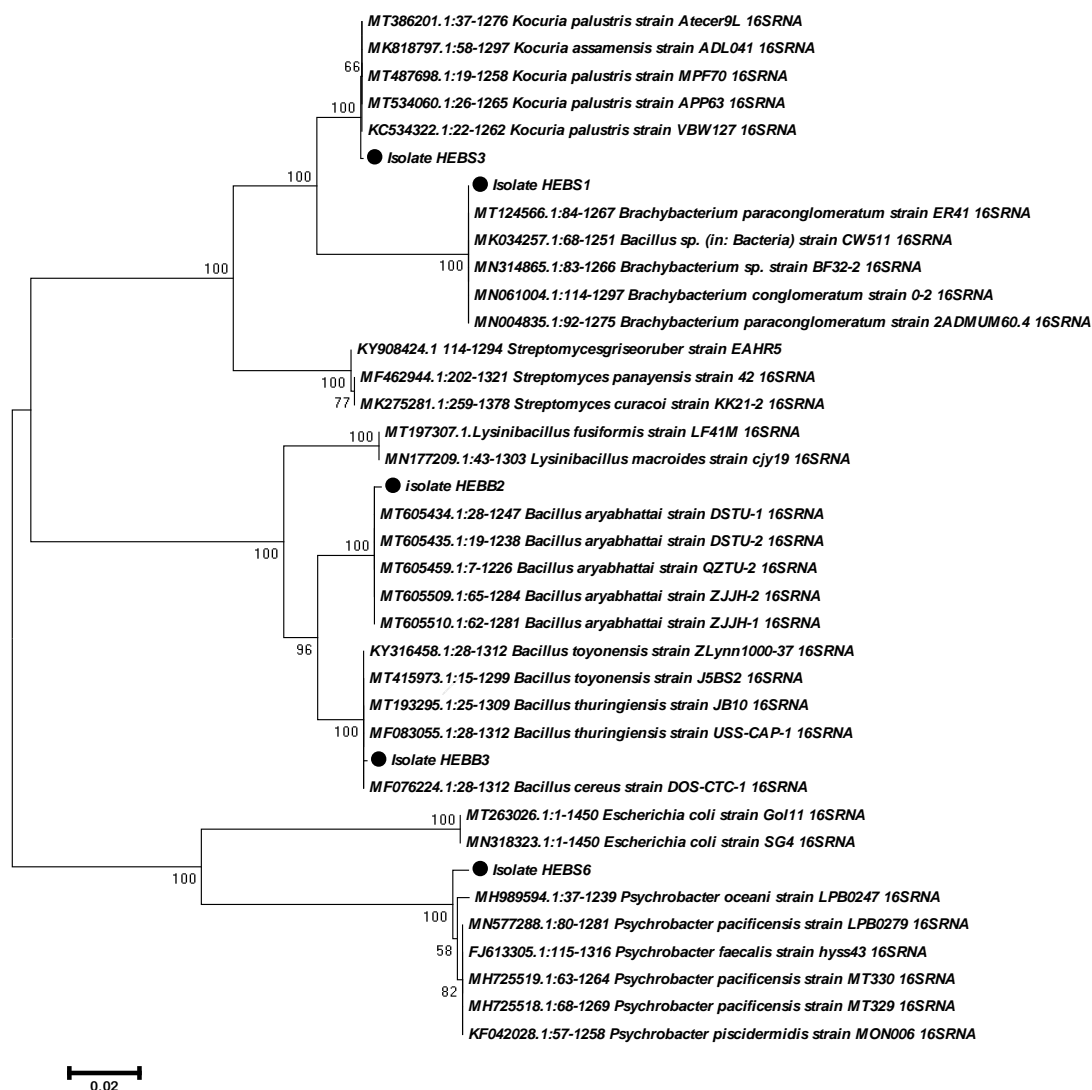 MT386201.1:37-1276 Kocuria palustris strain Atecer9L 16SRNA
MK818797.1:58-1297 Kocuria assamensis strain ADL041 16SRNA
66
MT487698.1:19-1258 Kocuria palustris strain MPF70 16SRNA
MT534060.1:26-1265 Kocuria palustris strain APP63 16SRNA
100
KC534322.1:22-1262 Kocuria palustris strain VBW127 16SRNA
Isolate HEBS3
100
Isolate HEBS1
MT124566.1:84-1267 Brachybacterium paraconglomeratum strain ER41 16SRNA
MK034257.1:68-1251 Bacillus sp. (in: Bacteria) strain CW511 16SRNA
100
MN314865.1:83-1266 Brachybacterium sp. strain BF32-2 16SRNA
100
MN061004.1:114-1297 Brachybacterium conglomeratum strain 0-2 16SRNA
MN004835.1:92-1275 Brachybacterium paraconglomeratum strain 2ADMUM60.4 16SRNA
KY908424.1 114-1294 Streptomycesgriseoruber strain EAHR5
MF462944.1:202-1321 Streptomyces panayensis strain 42 16SRNA
100
77
MK275281.1:259-1378 Streptomyces curacoi strain KK21-2 16SRNA
MT197307.1.Lysinibacillus fusiformis strain LF41M 16SRNA
100
MN177209.1:43-1303 Lysinibacillus macroides strain cjy19 16SRNA
isolate HEBB2
MT605434.1:28-1247 Bacillus aryabhattai strain DSTU-1 16SRNA
MT605435.1:19-1238 Bacillus aryabhattai strain DSTU-2 16SRNA
100
100
MT605459.1:7-1226 Bacillus aryabhattai strain QZTU-2 16SRNA
MT605509.1:65-1284 Bacillus aryabhattai strain ZJJH-2 16SRNA
MT605510.1:62-1281 Bacillus aryabhattai strain ZJJH-1 16SRNA
96
KY316458.1:28-1312 Bacillus toyonensis strain ZLynn1000-37 16SRNA
MT415973.1:15-1299 Bacillus toyonensis strain J5BS2 16SRNA
MT193295.1:25-1309 Bacillus thuringiensis strain JB10 16SRNA
MF083055.1:28-1312 Bacillus thuringiensis strain USS-CAP-1 16SRNA
100
Isolate HEBB3
MF076224.1:28-1312 Bacillus cereus strain DOS-CTC-1 16SRNA
MT263026.1:1-1450 Escherichia coli strain Gol11 16SRNA
100
MN318323.1:1-1450 Escherichia coli strain SG4 16SRNA
Isolate HEBS6
100
MH989594.1:37-1239 Psychrobacter oceani strain LPB0247 16SRNA
100
MN577288.1:80-1281 Psychrobacter pacificensis strain LPB0279 16SRNA
58
FJ613305.1:115-1316 Psychrobacter faecalis strain hyss43 16SRNA
MH725519.1:63-1264 Psychrobacter pacificensis strain MT330 16SRNA
82
MH725518.1:68-1269 Psychrobacter pacificensis strain MT329 16SRNA
KF042028.1:57-1258 Psychrobacter piscidermidis strain MON006 16SRNA
0.02